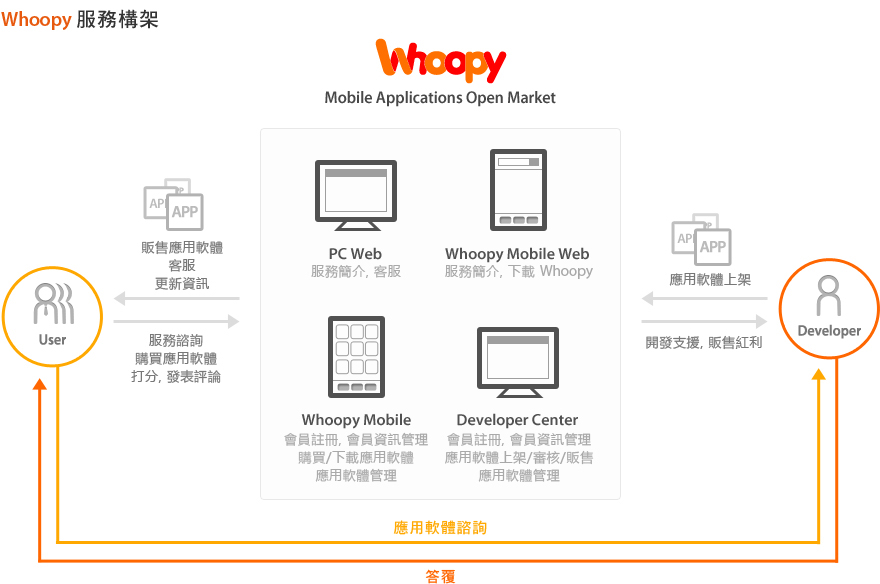 Whoopy 服務構架
Whoopy
Mobile Applications Open Market
APP
APP
PP
販售應用軟體
客服
更新資訊
User
服務諮詢
購買應用軟體
打分, 發表評論
PC Web
服務簡介, 客服
Whoopy Mobile Web
服務簡介, 下載 Whoopy
Whoopy Mobile
會員註冊, 會員資訊管理
購買/下載應用軟體
應用軟體管理
Developer Center
會員註冊, 會員資訊管理
應用軟體上架/審核/販售
應用軟體管理
APP
APP
PP
應用軟體上架
開發支援, 販售紅利
Developer
應用軟體諮詢
答覆